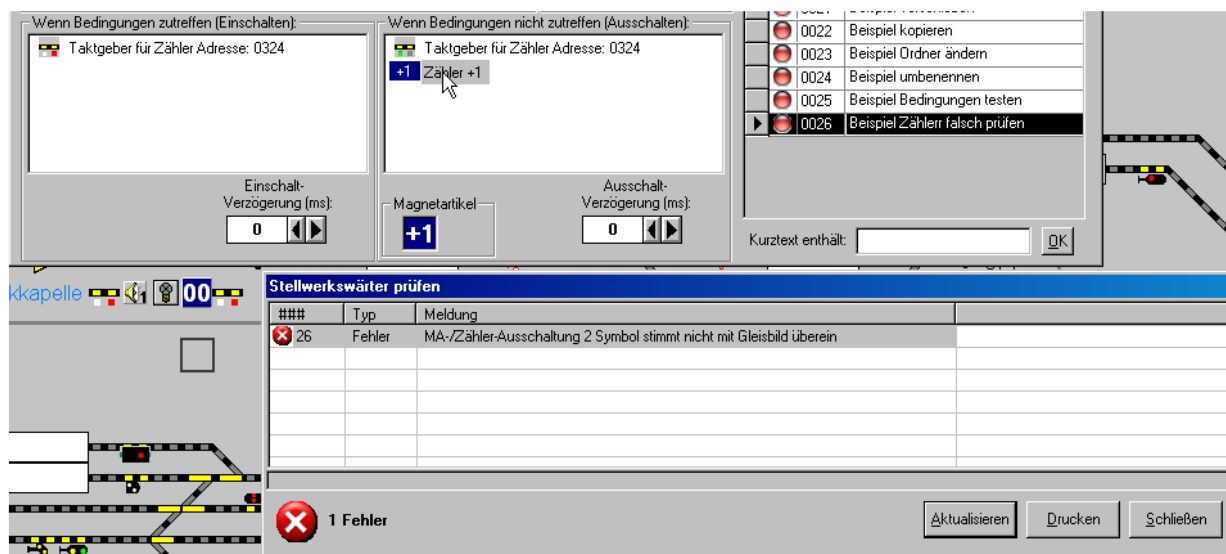 Wenn Bedingungen zutreffen (Einschalten):
Taktgeber für Zähler Adresse: 0324
Einschalt-
Verzögerung (ms):
0
Wenn Bedingungen nicht zutreffen (Ausschalten):
Taktgeber für Zähler Adresse: 0324
+1 Zähler +1
Magnetartikel
+1
Ausschalt-
Verzögerung (ms):
0
0022 Beispiel kopieren
0023 Beispiel Ordner ändern
0024 Beispiel umbenennen
0025 Beispiel Bedingungen testen
0026 Beispiel Zählerr falsch prüfen
Kurztext enthält:
OK
kkapelle
1
00
Stellwerkswärter prüfen
### Typ Meldung
26 Fehler MA-/Zähler-Ausschaltung 2 Symbol stimmt nicht mit Gleisbild überein
1 Fehler
Aktualisieren Drucken Schließen